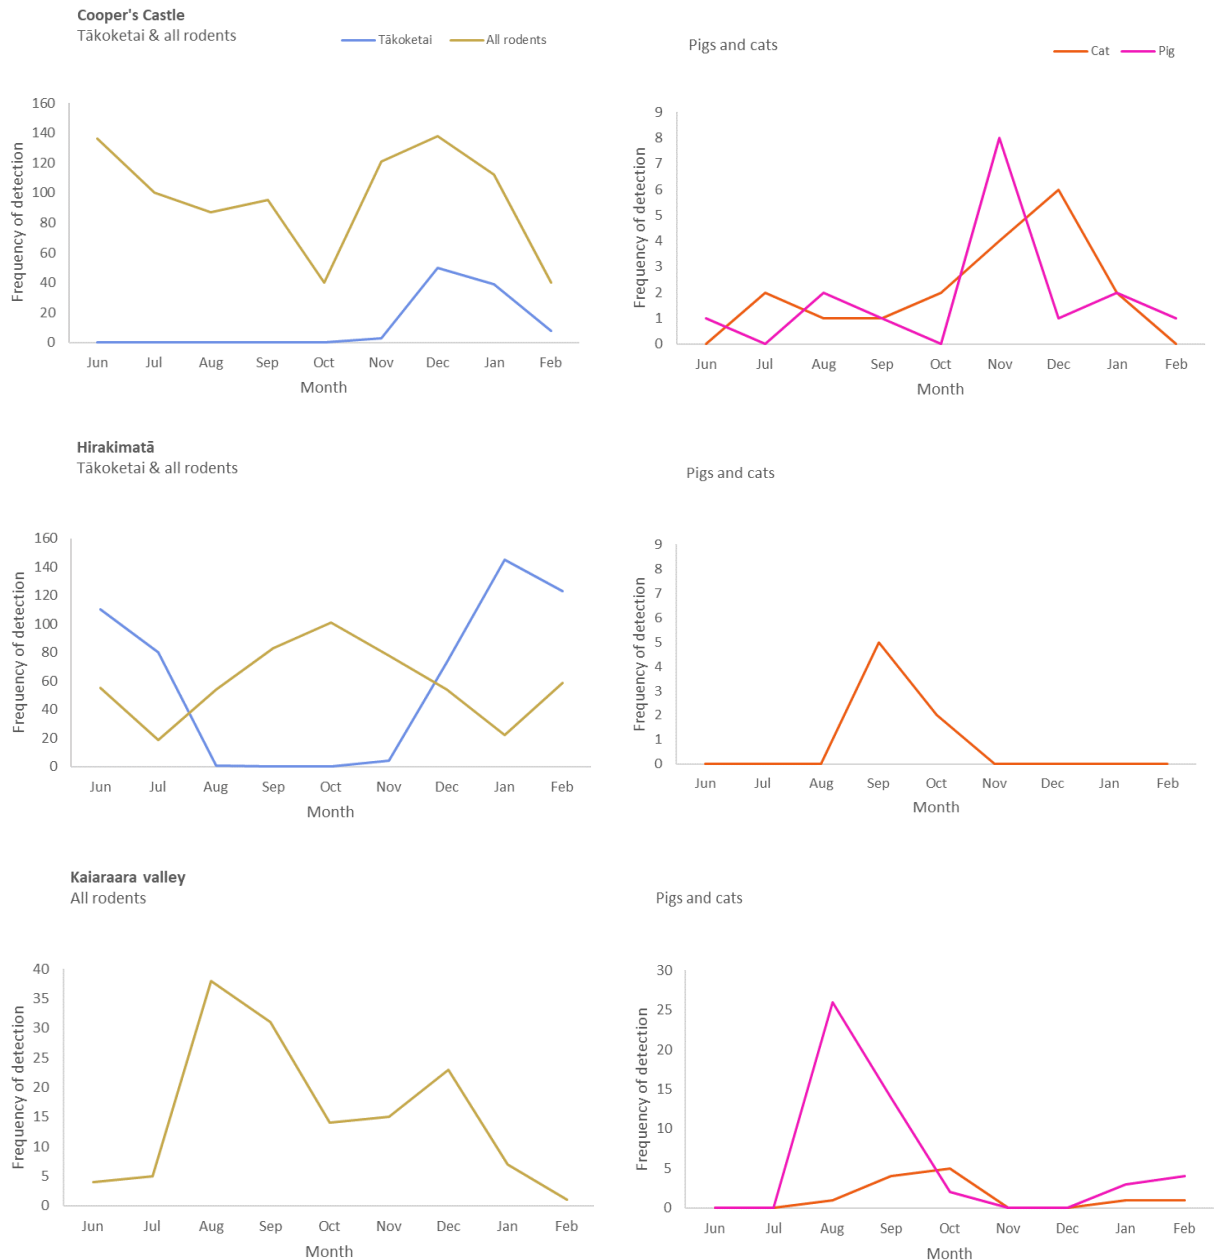 Cooper's Castle
Tākoketai & all rodents
Tākoketai
All rodents
Frequency of detection
160
140
120
100
80
60
40
20
0
Jun Jul Aug Sep Oct Nov Dec Jan Feb
Month
Pigs and cats
Cat
Pig
Frequency of detection
9
8
7
6
5
4
3
2
1
0
Jun Jul Aug Sep Oct Nov Dec Jan Feb
Month
Hirakimatā
Tākoketai & all rodents
Frequency of detection
160
140
120
100
80
60
40
20
0
Jun Jul Aug Sep Oct Nov Dec Jan Feb
Month
Pigs and cats
Frequency of detection
9
8
7
6
5
4
3
2
1
0
Jun Jul Aug Sep Oct Nov Dec Jan Feb
Month
Kaiaraara valley
All rodents
Frequency of detection
40
35
30
25
20
15
10
5
0
Jun Jul Aug Sep Oct Nov Dec Jan Feb
Month
Pigs and cats
Frequency of detection
30
25
20
15
10
5
0
Jun Jul Aug Sep Oct Nov Dec Jan Feb
Month